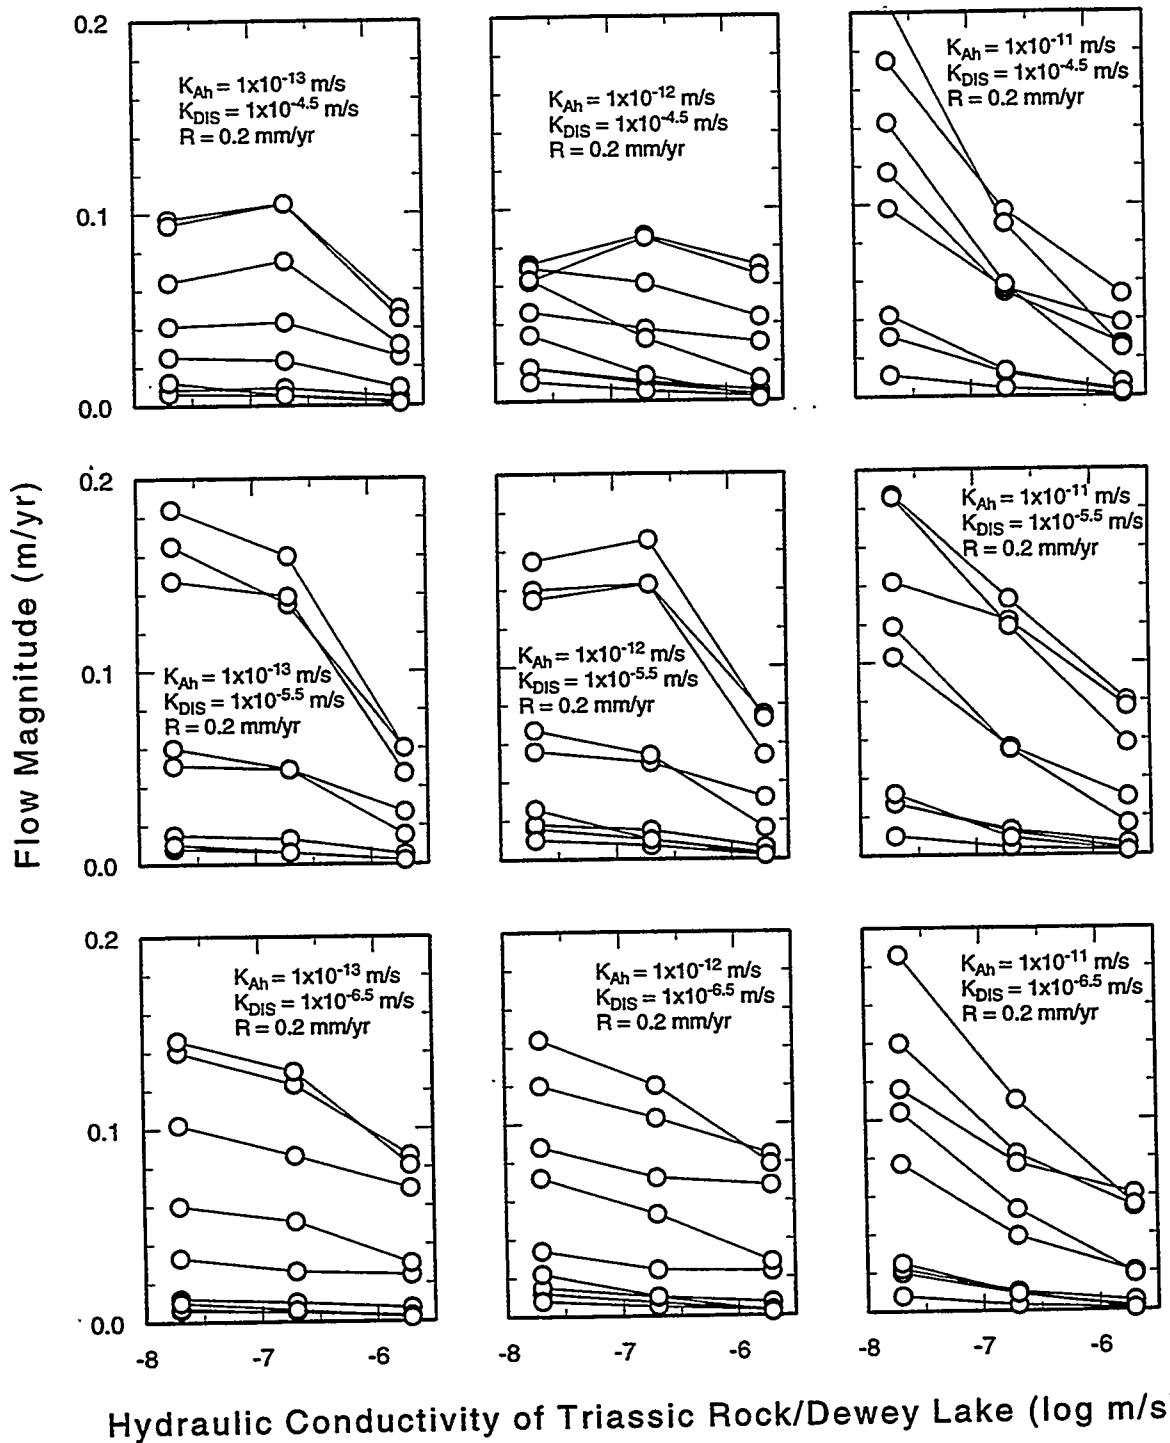 0.2
K_Ah = 1x10^-13 m/s
K_DIS = 1x10^-4.5 m/s
R = 0.2 mm/yr
0.1
0.0
K_Ah = 1x10^-12 m/s
K_DIS = 1x10^-4.5 m/s
R = 0.2 mm/yr
K_Ah = 1x10^-11 m/s
K_DIS = 1x10^-4.5 m/s
R = 0.2 mm/yr
Flow Magnitude (m/yr)
0.2
0.1
K_Ah = 1x10^-13 m/s
K_DIS = 1x10^-5.5 m/s
R = 0.2 mm/yr
0.0
K_Ah = 1x10^-12 m/s
K_DIS = 1x10^-5.5 m/s
R = 0.2 mm/yr
K_Ah = 1x10^-11 m/s
K_DIS = 1x10^-5.5 m/s
R = 0.2 mm/yr
0.2
K_Ah = 1x10^-13 m/s
K_DIS = 1x10^-6.5 m/s
R = 0.2 mm/yr
0.1
0.0
K_Ah = 1x10^-12 m/s
K_DIS = 1x10^-6.5 m/s
R = 0.2 mm/yr
K_Ah = 1x10^-11 m/s
K_DIS = 1x10^-6.5 m/s
R = 0.2 mm/yr
-8 -7 -6
-8 -7 -6
-8 -7 -6
Hydraulic Conductivity of Triassic Rock/Dewey Lake (log m/s